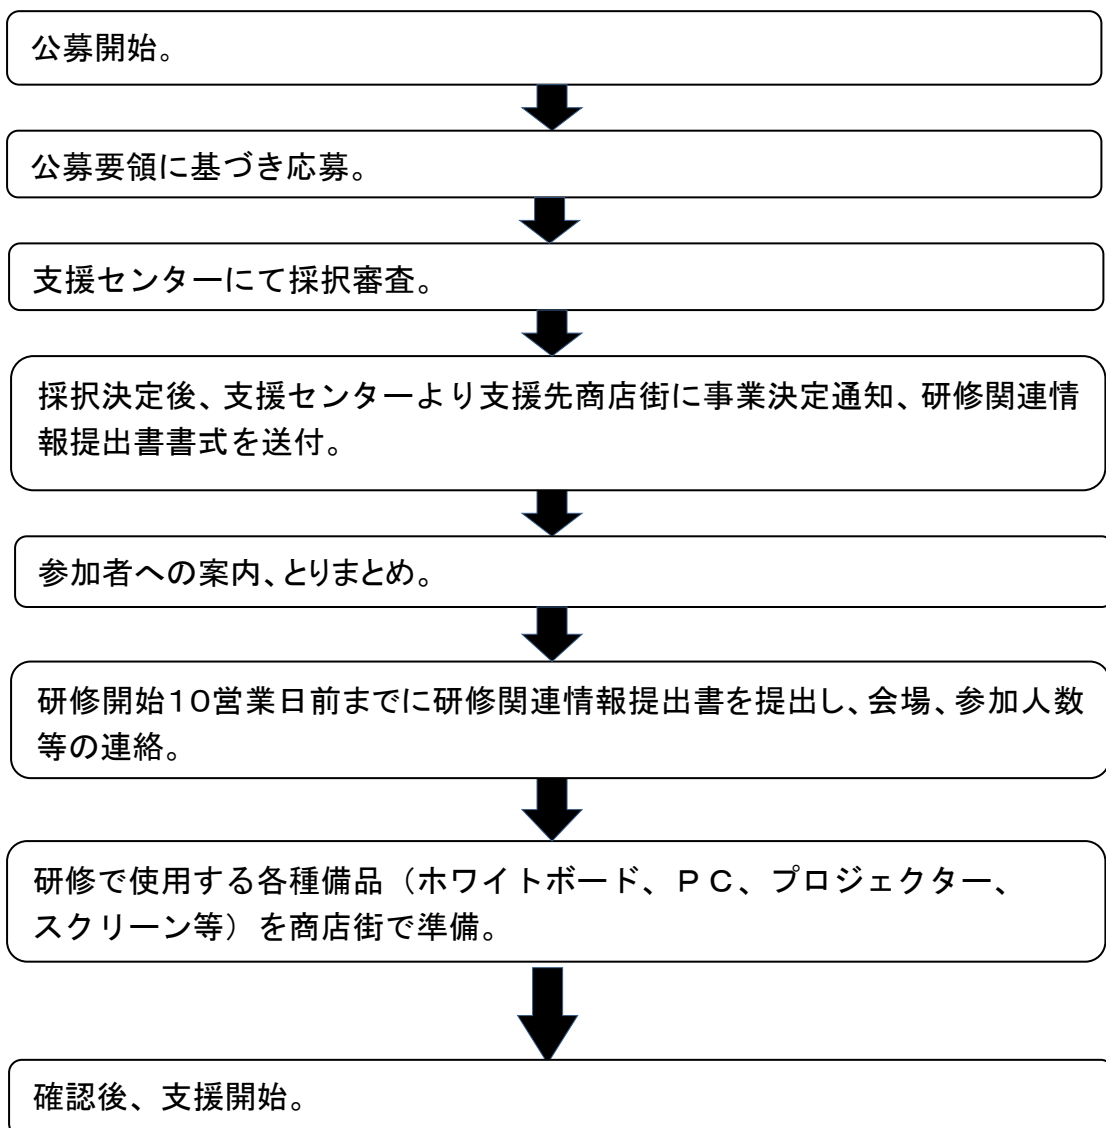 公募開始。
公募要領に基づき応募。
支援センターにて採択審査。
採択決定後、支援センターより支援先商店街に事業決定通知、研修関連情
報提出書書式を送付。
参加者への案内、とりまとめ。
研修開始10営業日前までに研修関連情報提出書を提出し、会場、参加人数
等の連絡。
研修で使用する各種備品（ホワイトボード、ＰＣ、プロジェクター、
スクリーン等）を商店街で準備。
確認後、支援開始。